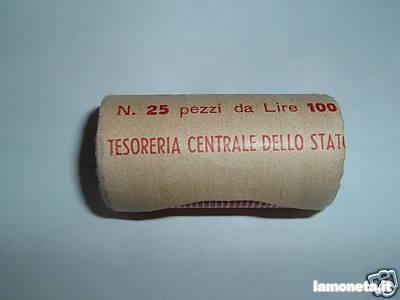 N. 25 pezzi da Lire 100
TESORERIA CENTRALE DELLO STATO
lamoneta.it